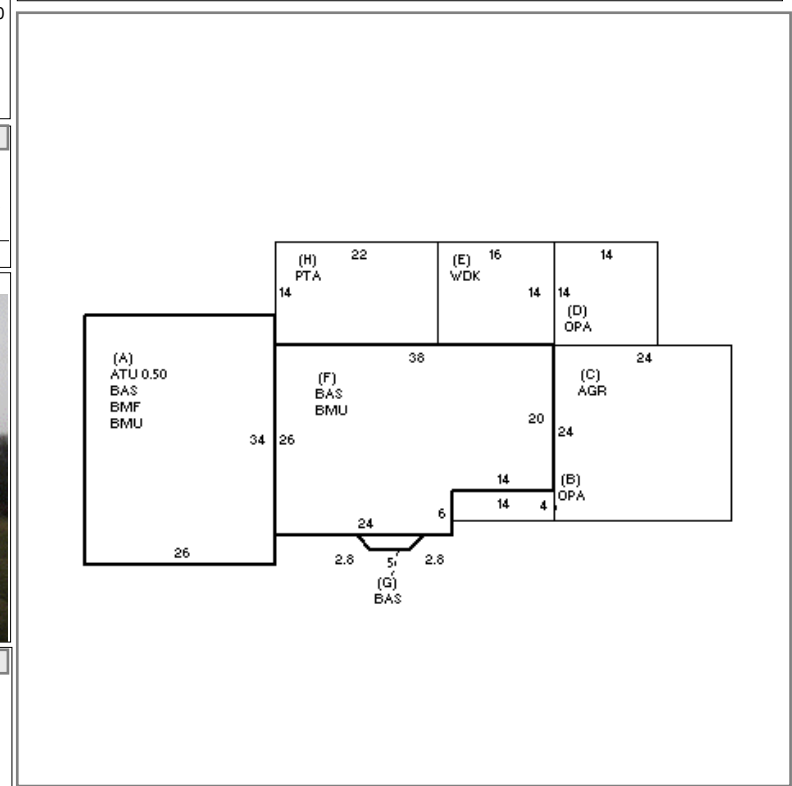 (H)
PTA
22
14
(E)
WDK
16
14
14
14
(D)
OPA
(A)
ATU 0.50
BAS
BMF
BMU
34
26
38
(F)
BAS
BMU
26
20
24
(C)
AGR
24
14
(B)
OPA
14
4
6
24
2.8
5
2.8
(G)
BAS